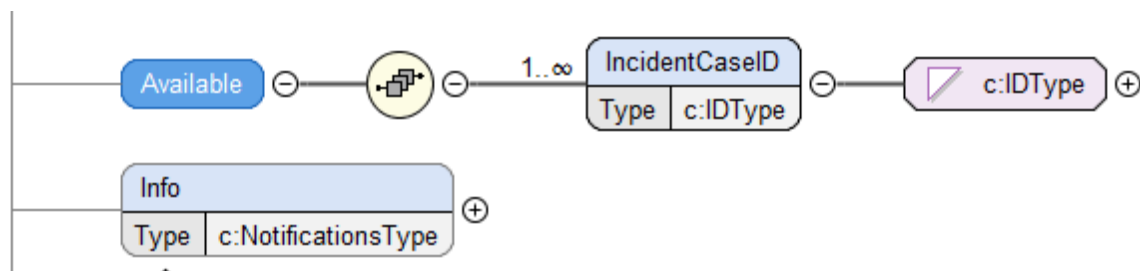 Available
1..∞
IncidentCaseID
Type c:IDType
c:IDType
Info
Type c:NotificationsType